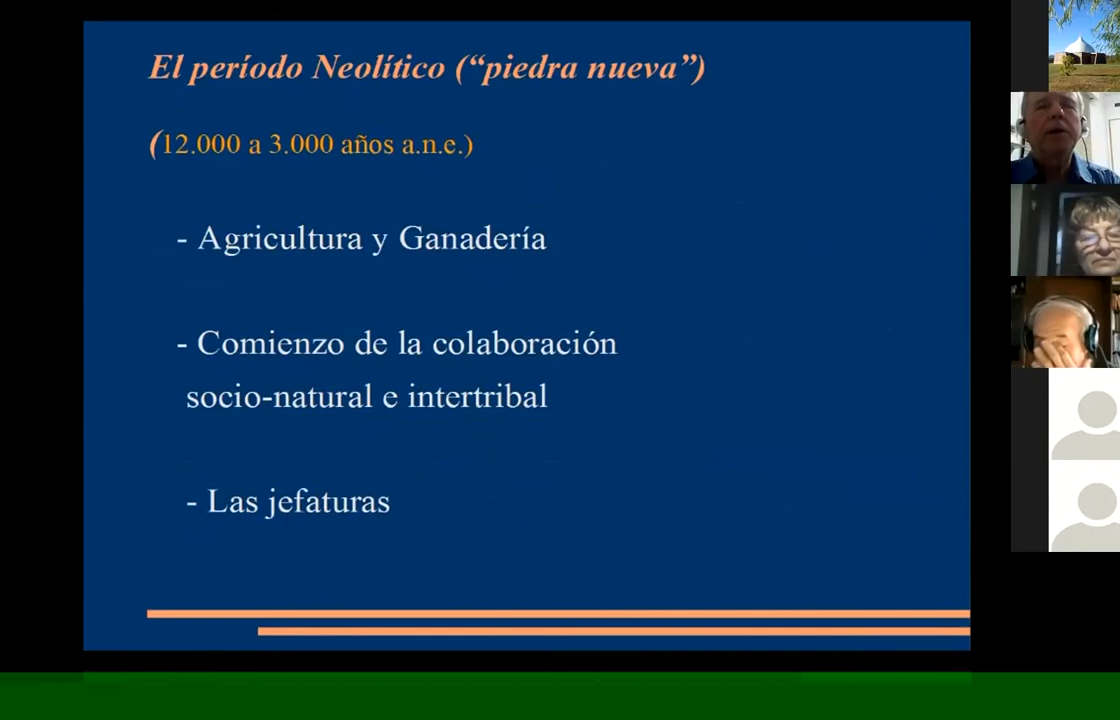 El período Neolítico (“piedra nueva”)
(12.000 a 3.000 años a.n.e.)
- Agricultura y Ganadería
- Comienzo de la colaboración
socio-natural e intertribal
- Las jefaturas